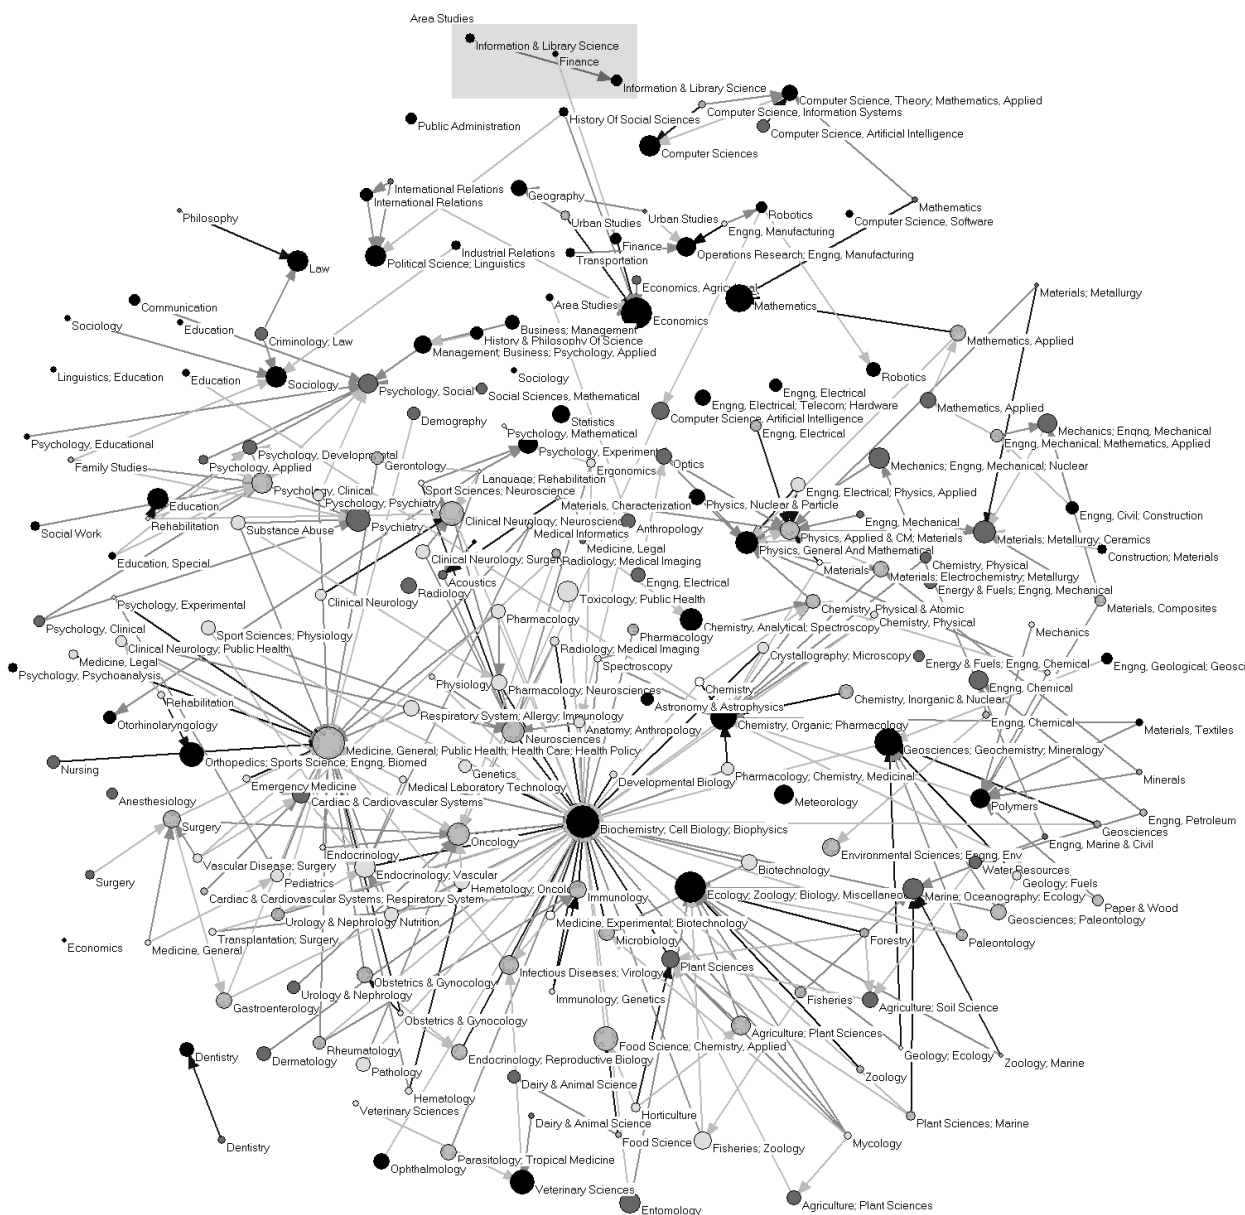 Area Studies
Information & Library Science
Finance
Information & Library Science
Computer Science, Theory; Mathematics, Applied
Computer Science, Information Systems
History Of Social Sciences
Public Administration
Computer Science, Artificial Intelligence
Computer Sciences
International Relations
International Relations
Geography
Mathematics
Philosophy
Urban Studies
Urban Studies
Robotics
Computer Science, Software
Engng, Manufacturing
Industrial Relations
Finance
Transportation
Operations Research; Engng, Manufacturing
Political Science; Linguistics
Law
Economics, Agricultural
Materials; Metallurgy
Communication
Area Studies
Mathematics
Economics
Sociology
Education
Criminology; Law
Business; Management
History & Philosophy Of Science
Management; Business; Psychology, Applied
Mathematics, Applied
Linguistics; Education
Education
Sociology
Psychology, Social
Sociology
Social Sciences, Mathematical
Robotics
Engng, Electrical
Engng, Electrical; Telecom; Hardware
Mathematics, Applied
Demography
Statistics
Computer Science, Artificial Intelligence
Engng, Electrical
Psychology, Mathematical
Mechanics; Engng, Mechanical
Engng, Mechanical; Mathematics, Applied
Psychology, Educational
Psychology, Developmental
Psychology, Experiment
Family Studies
Psychology, Applied
Gerontology
Ergonomics
Optics
Mechanics; Engng, Mechanical; Nuclear
Language; Rehabilitation
Sport Sciences; Neuroscience
Psychology, Clinical
Psychology; Psychiatry
Engng, Electrical; Physics, Applied
Education
Materials, Characterization
Physics, Nuclear & Particle
Engng, Civil; Construction
Social Work
Rehabilitation
Substance Abuse
Psychiatry
Clinical Neurology; Neuroscienc
Medical Informatics
Anthropology
Engng, Mechanical
Physics, Applied & CM; Materials
Materials; Metallurgy; Ceramics
Education, Special
Clinical Neurology; Surgery
Medicine, Legal
Radiology; Medical Imaging
Physics, General And Mathematical
Construction; Materials
Chemistry, Physical
Materials
Materials; Electrochemistry; Metallurgy
Radiology
Acoustics
Engng, Electrical
Energy & Fuels; Engng, Mechanical
Psychology, Experimental
Clinical Neurology
Toxicology; Public Health
Chemistry, Physical & Atomic
Materials, Composites
Psychology, Clinical
Sport Sciences; Physiology
Pharmacology
Chemistry, Analytical; Spectroscopy
Chemistry, Physical
Mechanics
Clinical Neurology; Public Health
Pharmacology
Radiology; Medical Imaging
Crystallography; Microscopy
Medicine, Legal
Psychology, Psychoanalysis
Spectroscopy
Energy & Fuels; Engng, Chemical
Engng, Geological; Geosci
Physiology
Pharmacology; Neurosciences
Chemistry
Engng, Chemical
Rehabilitation
Astronomy & Astrophysics
Chemistry, Inorganic & Nuclear
Otorhinolaryngology
Respiratory System; Allergy; Immunology
Anatomy; Anthropology
Chemistry, Organic; Pharmacology
Engng, Chemical
Materials, Textiles
Neurosciences
Medicine, General; Public Health; Health Care; Health Policy
Geosciences; Geochemistry; Mineralogy
Nursing
Orthopedics; Sports Science; Engng, Biomed
Genetics
Developmental Biology
Pharmacology; Chemistry, Medicinal
Minerals
Emergency Medicine
Medical Laboratory Technology
Anesthesiology
Cardiac & Cardiovascular Systems
Meteorology
Polymers
Engng, Petroleum
Surgery
Oncology
Biochemistry; Cell Biology; Biophysics
Geosciences
Engng, Marine & Civil
Vascular Disease; Surgery
Endocrinology
Environmental Sciences; Engng, Env
Endocrinology; Vascular
Biotechnology
Water Resources
Surgery
Pediatrics
Geology; Fuels
Cardiac & Cardiovascular Systems; Respiratory System
Hematology; Oncolo
Immunology
Ecology; Zoology; Biology, Miscellaneo
Marine; Oceanography; Ecology
Paper & Wood
Urology & Nephrology
Nutrition
Medicine, Experimental; Biotechnology
Geosciences; Paleontology
Economics
Medicine, General
Transplantation; Surgery
Microbiology
Forestry
Paleontology
Infectious Diseases; Virology
Plant Sciences
Obstetrics & Gynecology
Urology & Nephrology
Immunology; Genetics
Fisheries
Gastroenterology
Agriculture; Soil Science
Obstetrics & Gynecology
Agriculture; Plant Sciences
Rheumatology
Food Science; Chemistry, Applied
Dentistry
Dermatology
Endocrinology; Reproductive Biology
Geology; Ecology
Zoology; Marine
Pathology
Zoology
Dairy & Animal Science
Hematology
Veterinary Sciences
Horticulture
Dairy & Animal Science
Plant Sciences; Marine
Dentistry
Food Science
Fisheries; Zoology
Mycology
Parasitology; Tropical Medicine
Ophthalmology
Veterinary Sciences
Agriculture; Plant Sciences
Entomology